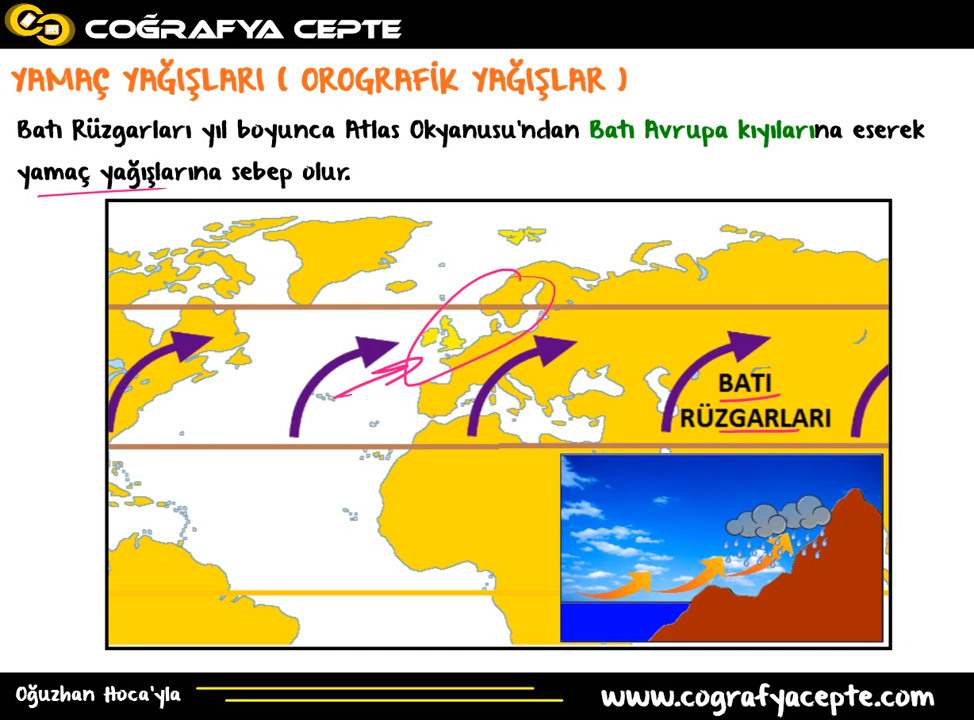 COĞRAFYA CEPTE
YAMAÇ YAĞIŞLARI ( OROGRAFİK YAĞIŞLAR )
Batı Rüzgarları yıl boyunca Atlas Okyanusu'ndan Batı Avrupa kıyılarına eserek
yamaç yağışlarına sebep olur.
BATI
RÜZGARLARI
Oğuzhan Hoca'yla
www.cografyacepte.com